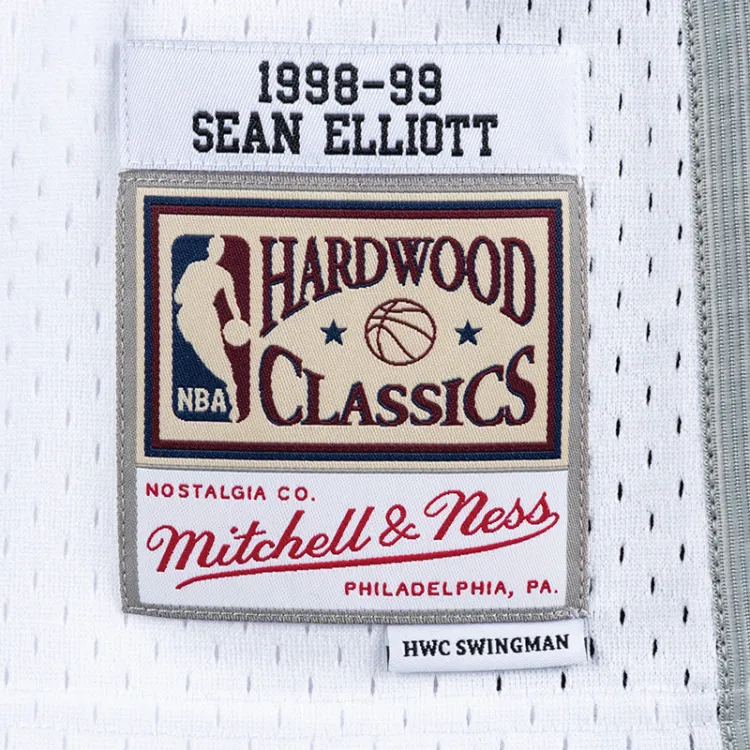 1998-99
SEAN ELLIOTT
HARDWOOD
CLASSICS
NBA
NOSTALGIA CO.
Mitchell & Ness
PHILADELPHIA, PA.
HWC SWINGMAN